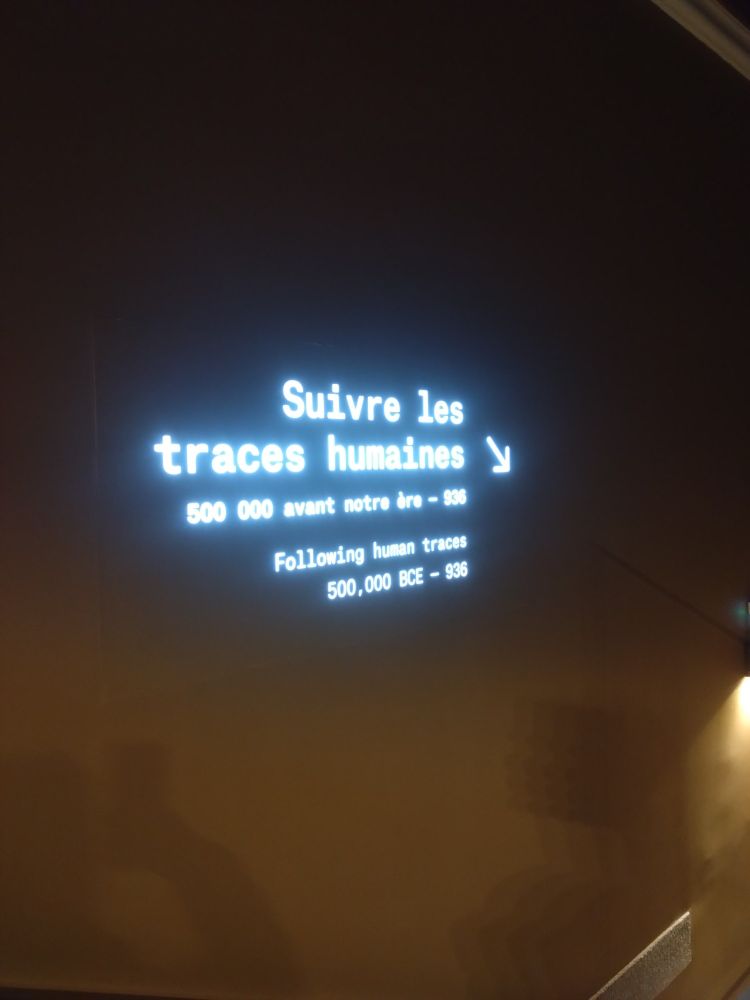 Suivre les
traces humaines ↘
500 000 avant notre ère – 936
Following human traces
500,000 BCE – 936